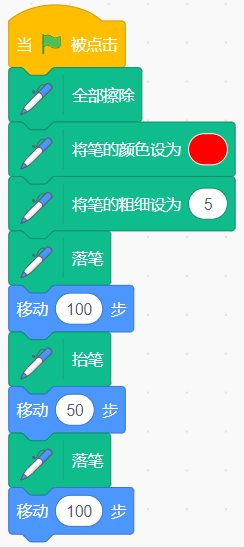 当 被点击
全部擦除
将笔的颜色设为
将笔的粗细设为 5
落笔
移动 100 步
抬笔
移动 50 步
落笔
移动 100 步